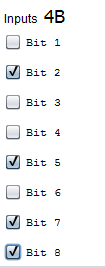 Inputs 4B
Bit 1
Bit 2
Bit 3
Bit 4
Bit 5
Bit 6
Bit 7
Bit 8